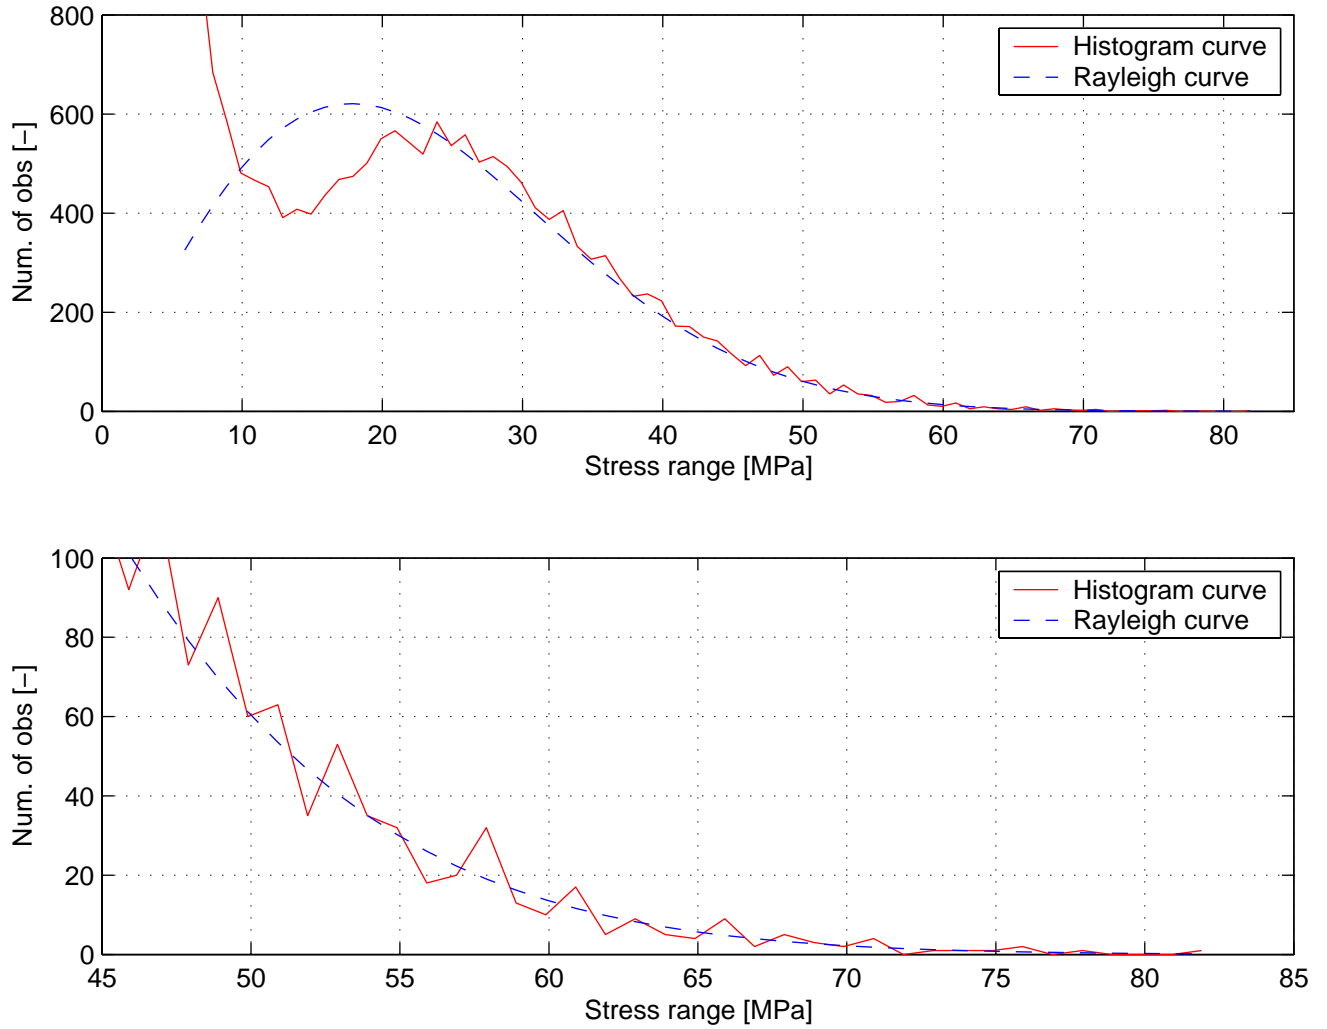 800
600
400
200
0
Num. of obs [−]
0 10 20 30 40 50 60 70 80
Stress range [MPa]
Histogram curve
Rayleigh curve
100
80
60
40
20
0
Num. of obs [−]
45 50 55 60 65 70 75 80 85
Stress range [MPa]
Histogram curve
Rayleigh curve